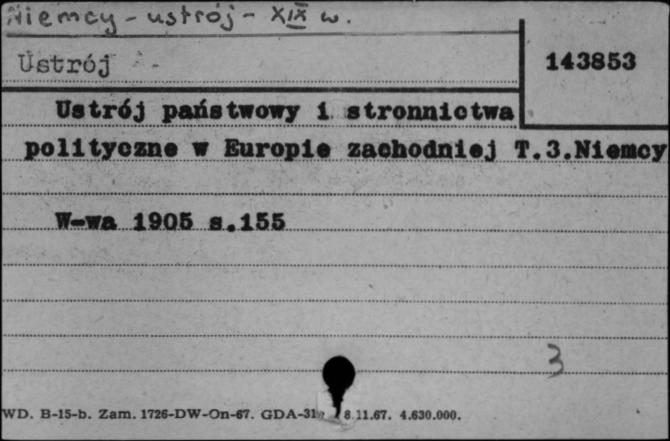 Niemcy - ustrój - XIX w.
Ustrój
143853
Ustrój państwowy i stronnictwa
polityczne w Europie zachodniej T.3.Niemcy
W-wa 1905 s.155
3
WD. B-15-b. Zam. 1726-DW-On-67. GDA-31 8.11.67. 4.630.000.